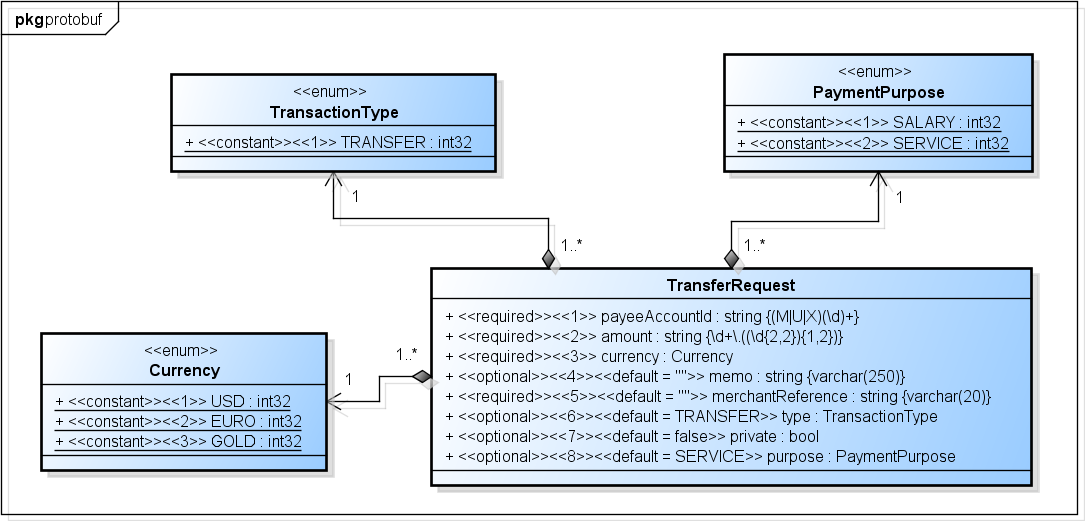 pkg protobuf
<<enum>>
TransactionType
+ <<constant>><<1>> TRANSFER : int32
<<enum>>
PaymentPurpose
+ <<constant>><<1>> SALARY : int32
+ <<constant>><<2>> SERVICE : int32
1
1
1..*
1..*
TransferRequest
+ <<required>><<1>> payeeAccountId : string {(M|U|X)(\d)+}
+ <<required>><<2>> amount : string {\d+\.((\d{2,2}){1,2})}
+ <<required>><<3>> currency : Currency
+ <<optional>><<4>><<default = "">> memo : string {varchar(250)}
+ <<required>><<5>><<default = "">> merchantReference : string {varchar(20)}
+ <<optional>><<6>><<default = TRANSFER>> type : TransactionType
+ <<optional>><<7>><<default = false>> private : bool
+ <<optional>><<8>><<default = SERVICE>> purpose : PaymentPurpose
1..*
1
<<enum>>
Currency
+ <<constant>><<1>> USD : int32
+ <<constant>><<2>> EURO : int32
+ <<constant>><<3>> GOLD : int32